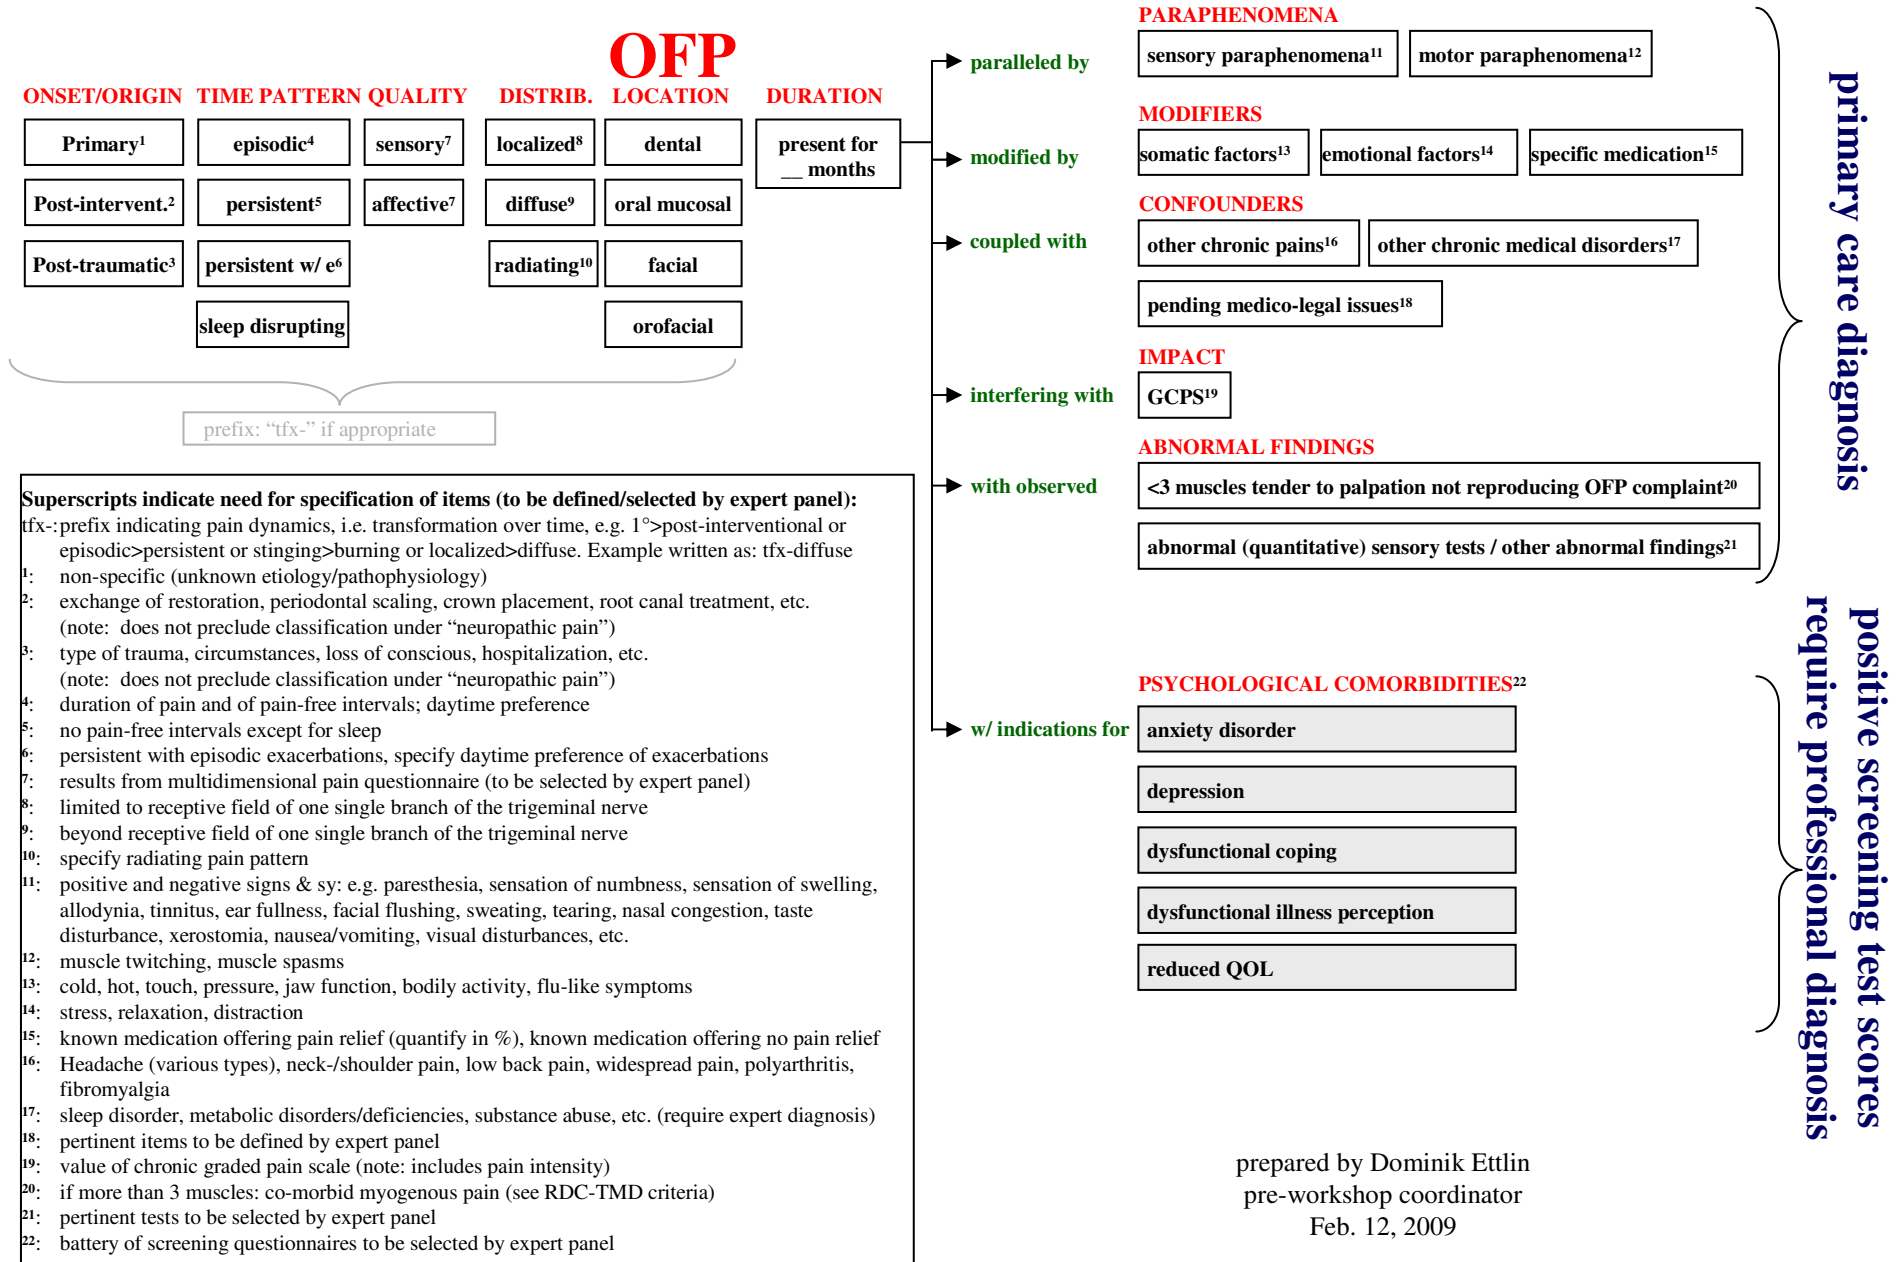 OFP
ONSET/ORIGIN TIME PATTERN QUALITY DISTRIB. LOCATION DURATION
Primary¹ episodic⁴ sensory⁷ localized⁸ dental present for
__ months
Post-intervent.² persistent⁵ affective⁷ diffuse⁹ oral mucosal
Post-traumatic³ persistent w/ e⁶ radiating¹⁰ facial
sleep disrupting orofacial
prefix: “tfx-” if appropriate
paralleled by
PARAPHENOMENA
sensory paraphenomena¹¹ motor paraphenomena¹²
modified by
MODIFIERS
somatic factors¹³ emotional factors¹⁴ specific medication¹⁵
coupled with
CONFOUNDERS
other chronic pains¹⁶ other chronic medical disorders¹⁷
pending medico-legal issues¹⁸
interfering with
IMPACT
GCPS¹⁹
with observed
ABNORMAL FINDINGS
<3 muscles tender to palpation not reproducing OFP complaint²⁰
abnormal (quantitative) sensory tests / other abnormal findings²¹
primary care diagnosis
w/ indications for
PSYCHOLOGICAL COMORBIDITIES²²
anxiety disorder
depression
dysfunctional coping
dysfunctional illness perception
reduced QOL
positive screening test scores
require professional diagnosis
Superscripts indicate need for specification of items (to be defined/selected by expert panel):
tfx-: prefix indicating pain dynamics, i.e. transformation over time, e.g. 1°>post-interventional or
episodic>persistent or stinging>burning or localized>diffuse. Example written as: tfx-diffuse
¹: non-specific (unknown etiology/pathophysiology)
²: exchange of restoration, periodontal scaling, crown placement, root canal treatment, etc.
(note: does not preclude classification under “neuropathic pain”)
³: type of trauma, circumstances, loss of conscious, hospitalization, etc.
(note: does not preclude classification under “neuropathic pain”)
⁴: duration of pain and of pain-free intervals; daytime preference
⁵: no pain-free intervals except for sleep
⁶: persistent with episodic exacerbations, specify daytime preference of exacerbations
⁷: results from multidimensional pain questionnaire (to be selected by expert panel)
⁸: limited to receptive field of one single branch of the trigeminal nerve
⁹: beyond receptive field of one single branch of the trigeminal nerve
¹⁰: specify radiating pain pattern
¹¹: positive and negative signs & sy: e.g. paresthesia, sensation of numbness, sensation of swelling,
allodynia, tinnitus, ear fullness, facial flushing, sweating, tearing, nasal congestion, taste
disturbance, xerostomia, nausea/vomiting, visual disturbances, etc.
¹²: muscle twitching, muscle spasms
¹³: cold, hot, touch, pressure, jaw function, bodily activity, flu-like symptoms
¹⁴: stress, relaxation, distraction
¹⁵: known medication offering pain relief (quantify in %), known medication offering no pain relief
¹⁶: Headache (various types), neck-/shoulder pain, low back pain, widespread pain, polyarthritis,
fibromyalgia
¹⁷: sleep disorder, metabolic disorders/deficiencies, substance abuse, etc. (require expert diagnosis)
¹⁸: pertinent items to be defined by expert panel
¹⁹: value of chronic graded pain scale (note: includes pain intensity)
²⁰: if more than 3 muscles: co-morbid myogenous pain (see RDC-TMD criteria)
²¹: pertinent tests to be selected by expert panel
²²: battery of screening questionnaires to be selected by expert panel
prepared by Dominik Ettlin
pre-workshop coordinator
Feb. 12, 2009